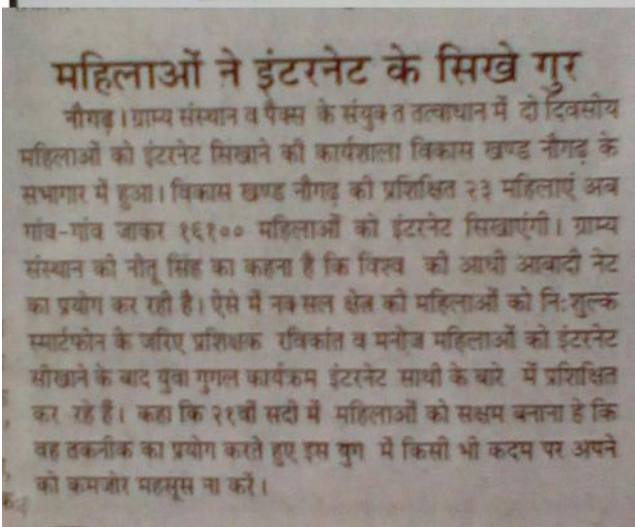 महिलाओं ने इंटरनेट के सिखे गुर
नौगढ़। ग्राम्य संस्थान व पैक्स के संयुक्त तत्वाधान में दो दिवसीय
महिलाओं को इंटरनेट सिखाने की कार्यशाला विकास खण्ड नौगढ़ के
सभागार में हुआ। विकास खण्ड नौगढ़ की प्रशिक्षित २३ महिलाएं अब
गांव-गांव जाकर १६१०० महिलाओं को इंटरनेट सिखाएंगी। ग्राम्य
संस्थान की नीतू सिंह का कहना है कि विश्व की आधी आबादी नेट
का प्रयोग कर रही है। ऐसे में नक्सल क्षेत्र की महिलाओं को नि:शुल्क
स्मार्टफोन के जरिए प्रशिक्षक रविकांत व मनोज महिलाओं को इंटरनेट
सीखाने के बाद युवा गुगल कार्यक्रम इंटरनेट साथी के बारे में प्रशिक्षित
कर रहे हैं। कहा कि २१वीं सदी में महिलाओं को सक्षम बनाना है कि
वह तकनीक का प्रयोग करते हुए इस युग में किसी भी कदम पर अपने
को कमजोर महसूस ना करें।